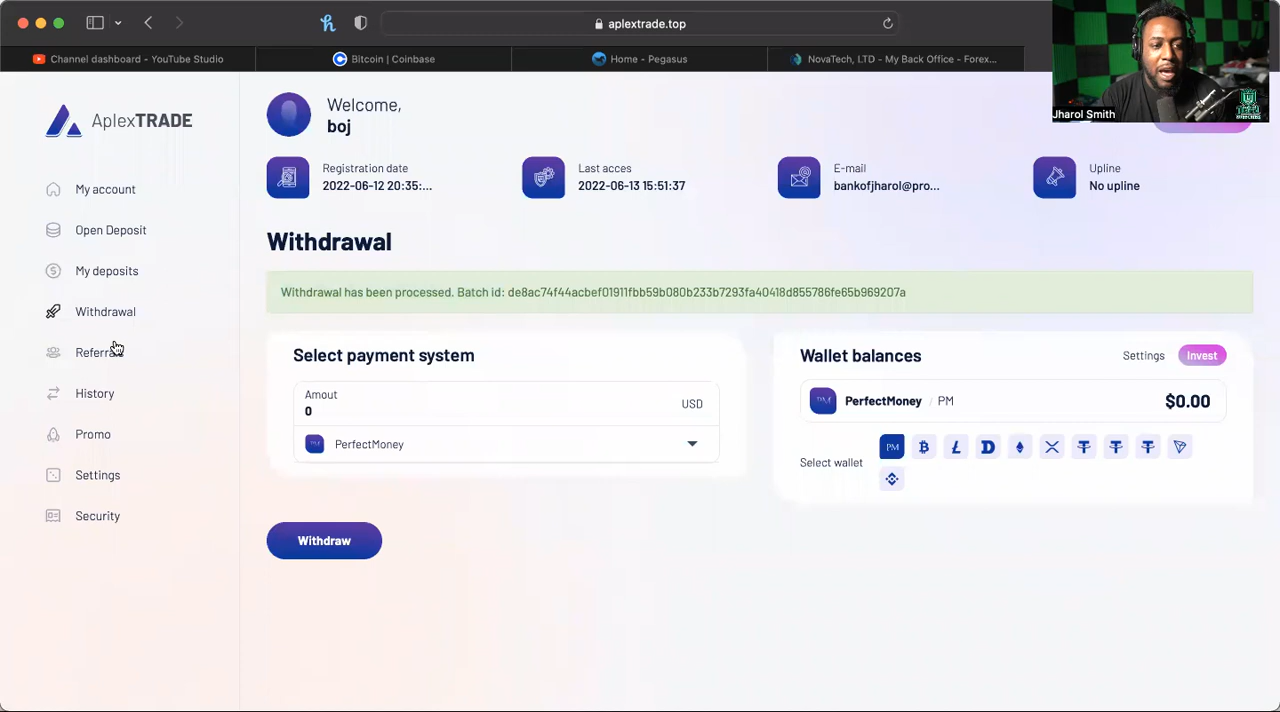 aplextrade.top
Channel dashboard - YouTube Studio
Bitcoin | Coinbase
Home - Pegasus
NovaTech, LTD - My Back Office - Forex...
Jharol Smith
AplexTRADE
Welcome,
boj
Registration date
2022-06-12 20:35:...
Last acces
2022-06-13 15:51:37
E-mail
bankofjharol@pro...
Upline
No upline
My account
Open Deposit
My deposits
Withdrawal
History
Promo
Settings
Security
Withdrawal
Withdrawal has been processed. Batch id: de8ac74f44acbef01911fbb59b080b233b7293fa40418d855786fe65b969207a
Select payment system
Amout
0
USD
PerfectMoney
Withdraw
Wallet balances
Settings
Invest
PM
PerfectMoney / PM
$0.00
Select wallet
PM